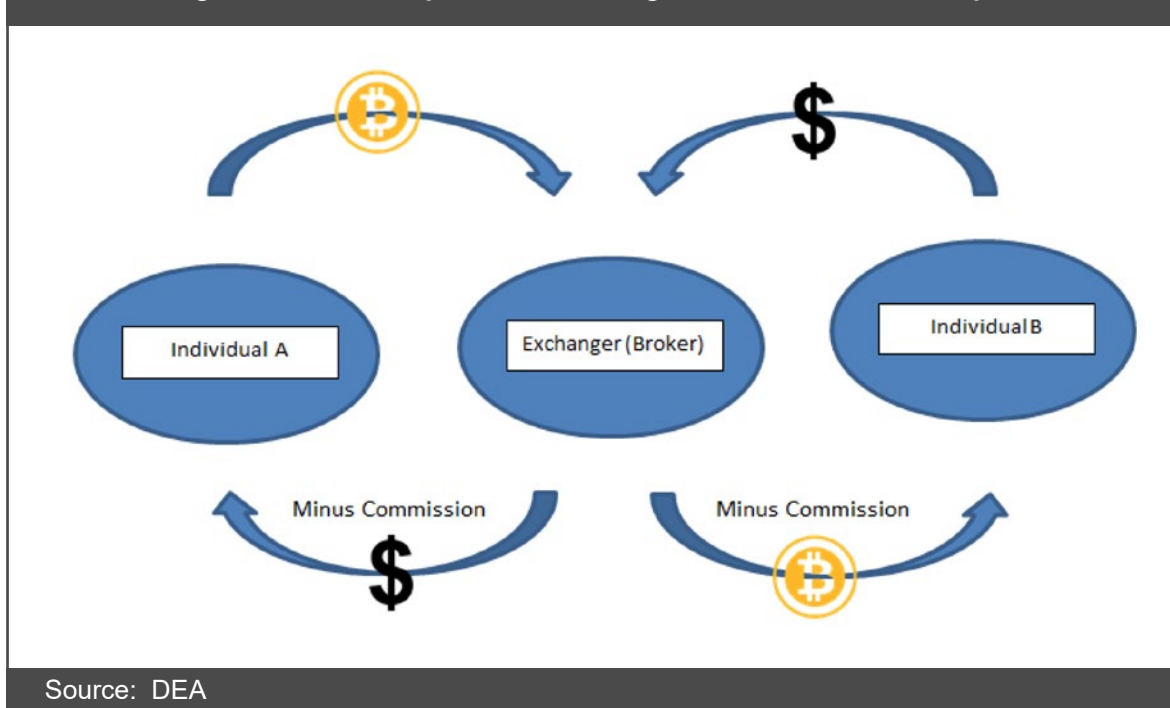 $
Individual A
Exchanger (Broker)
Individual B
Minus Commission
Minus Commission
$
Source: DEA